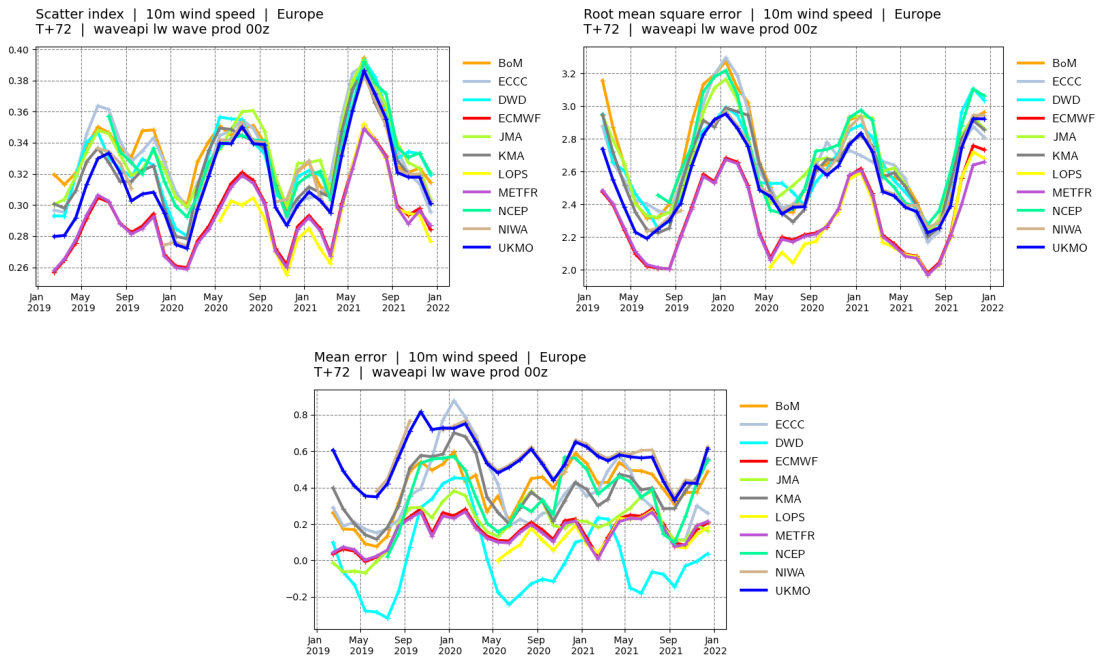 Scatter index | 10m wind speed | Europe
T+72 | waveapi lw wave prod 00z
0.40
0.38
0.36
0.34
0.32
0.30
0.28
0.26
Jan May Sep Jan May Sep Jan May Sep Jan
2019 2019 2019 2020 2020 2020 2021 2021 2021 2022
BoM
ECCC
DWD
ECMWF
JMA
KMA
LOPS
METFR
NCEP
NIWA
UKMO
Root mean square error | 10m wind speed | Europe
T+72 | waveapi lw wave prod 00z
3.2
3.0
2.8
2.6
2.4
2.2
2.0
Jan May Sep Jan May Sep Jan May Sep Jan
2019 2019 2019 2020 2020 2020 2021 2021 2021 2022
BoM
ECCC
DWD
ECMWF
JMA
KMA
LOPS
METFR
NCEP
NIWA
UKMO
Mean error | 10m wind speed | Europe
T+72 | waveapi lw wave prod 00z
0.8
0.6
0.4
0.2
0.0
−0.2
Jan May Sep Jan May Sep Jan May Sep Jan
2019 2019 2019 2020 2020 2020 2021 2021 2021 2022
BoM
ECCC
DWD
ECMWF
JMA
KMA
LOPS
METFR
NCEP
NIWA
UKMO